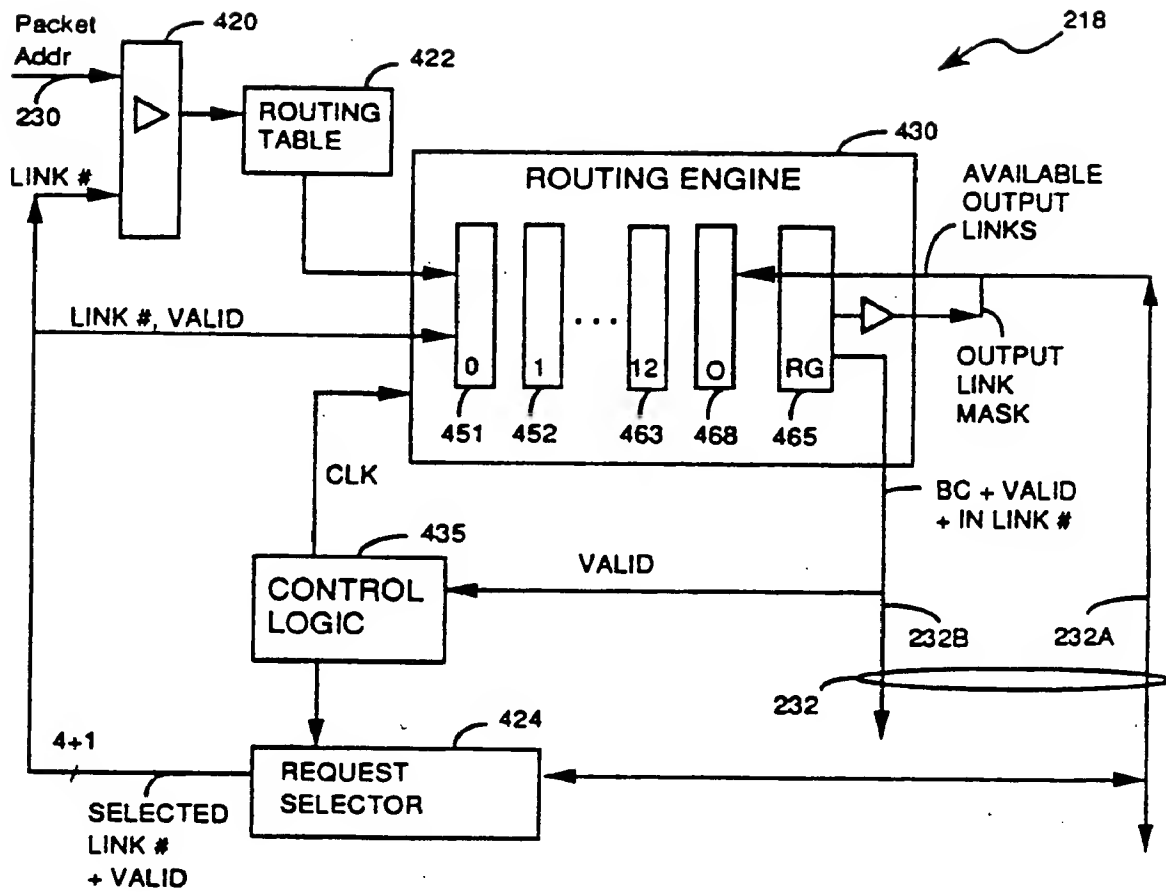 Packet
Addr
230
420
422
218
ROUTING
TABLE
LINK #
430
ROUTING ENGINE
AVAILABLE
OUTPUT
LINKS
LINK #, VALID
0
1
...
12
O
RG
451
452
463
468
465
OUTPUT
LINK
MASK
CLK
BC + VALID
+ IN LINK #
435
CONTROL
LOGIC
VALID
232B
232A
232
424
4+1
REQUEST
SELECTOR
SELECTED
LINK #
+ VALID